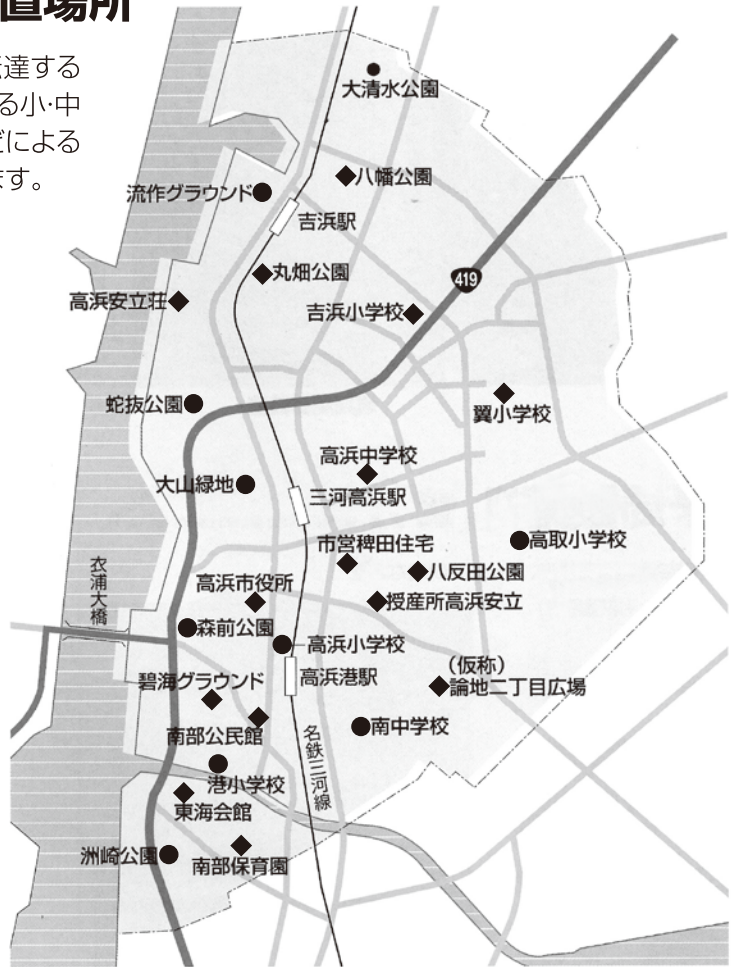 置場所
達する
る小・中
どによる
ます。
大清水公園
八幡公園
流作グラウンド
吉浜駅
丸畑公園
419
高浜安立荘
吉浜小学校
蛇抜公園
翼小学校
高浜中学校
大山緑地
三河高浜駅
市営稗田住宅
高取小学校
衣浦大橋
八反田公園
高浜市役所
授産所高浜安立
森前公園
高浜小学校
(仮称)
論地二丁目広場
高浜港駅
碧海グラウンド
南中学校
南部公民館
名鉄三河線
港小学校
東海会館
洲崎公園
南部保育園